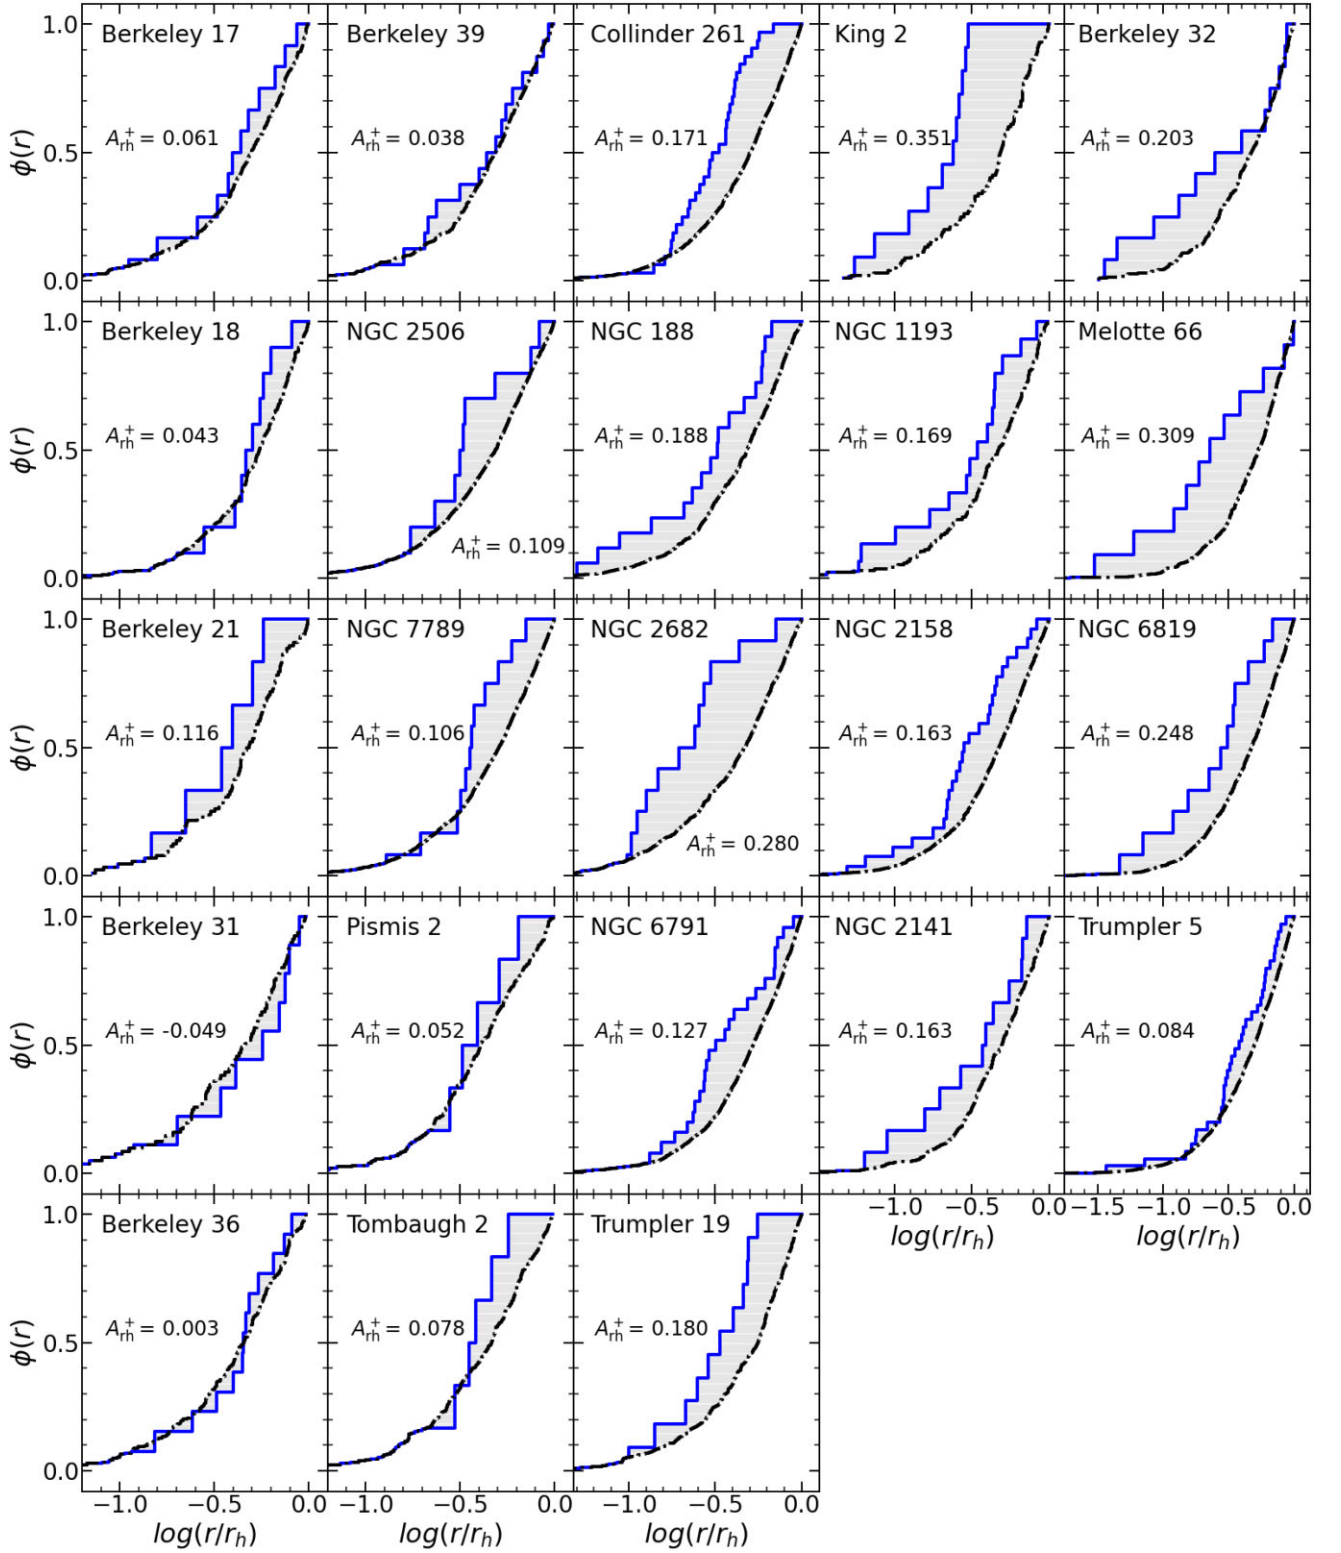 Berkeley 17 Berkeley 39 Collinder 261 King 2 Berkeley 32
1.0
A⁺rh = 0.061 A⁺rh = 0.038 A⁺rh = 0.171 A⁺rh = 0.351 A⁺rh = 0.203
ϕ(r) 0.5
0.0
1.0
Berkeley 18 NGC 2506 NGC 188 NGC 1193 Melotte 66
A⁺rh = 0.043 A⁺rh = 0.188 A⁺rh = 0.169 A⁺rh = 0.309
ϕ(r) 0.5
A⁺rh = 0.109
0.0
1.0
Berkeley 21 NGC 7789 NGC 2682 NGC 2158 NGC 6819
A⁺rh = 0.116 A⁺rh = 0.106 A⁺rh = 0.163 A⁺rh = 0.248
ϕ(r) 0.5
A⁺rh = 0.280
0.0
1.0
Berkeley 31 Pismis 2 NGC 6791 NGC 2141 Trumpler 5
A⁺rh = -0.049 A⁺rh = 0.052 A⁺rh = 0.127 A⁺rh = 0.163 A⁺rh = 0.084
ϕ(r) 0.5
0.0
−1.0 −0.5 0.0 −1.5 −1.0 −0.5 0.0
log(r/rh) log(r/rh)
1.0
Berkeley 36 Tombaugh 2 Trumpler 19
A⁺rh = 0.003 A⁺rh = 0.078 A⁺rh = 0.180
ϕ(r) 0.5
0.0
−1.0 −0.5 0.0 −1.0 −0.5 0.0 −1.0 −0.5 0.0
log(r/rh) log(r/rh) log(r/rh)